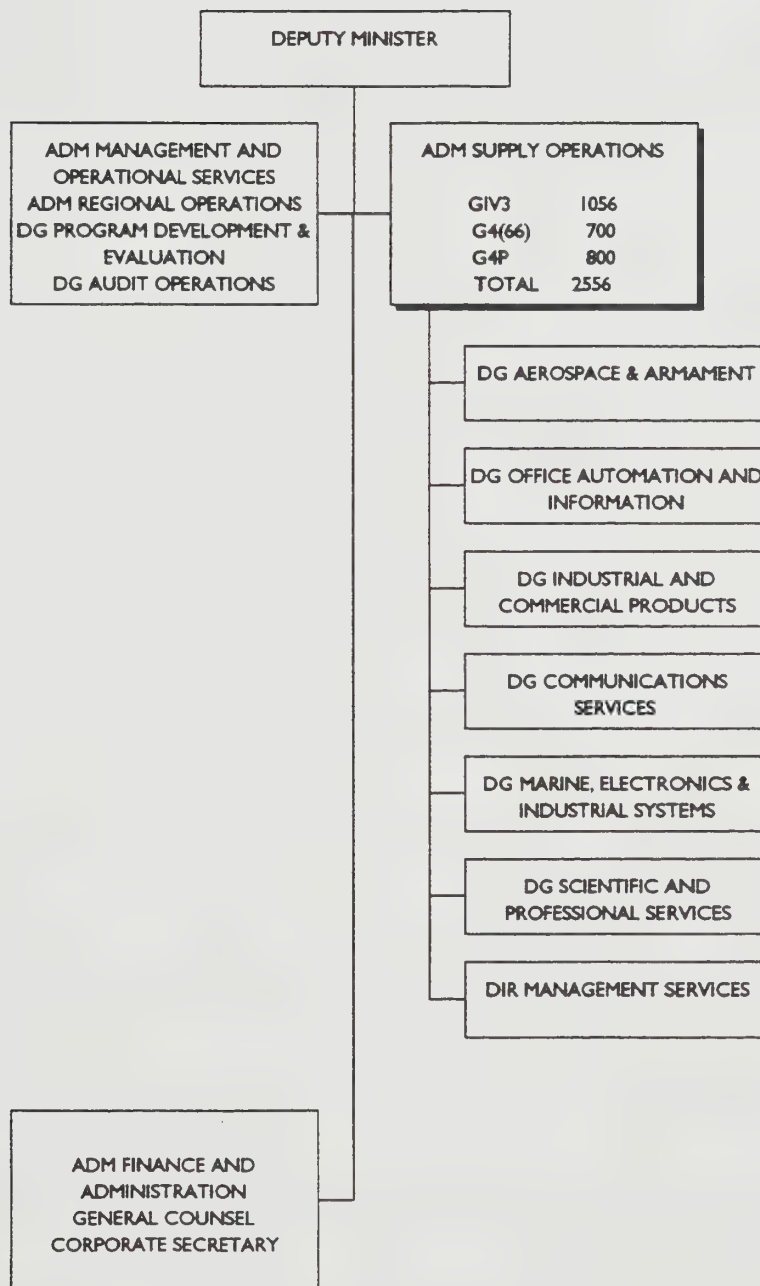 DEPUTY MINISTER
ADM MANAGEMENT AND
OPERATIONAL SERVICES
ADM REGIONAL OPERATIONS
DG PROGRAM DEVELOPMENT &
EVALUATION
DG AUDIT OPERATIONS
ADM SUPPLY OPERATIONS
GIV3 1056
G4(66) 700
G4P 800
TOTAL 2556
DG AEROSPACE & ARMAMENT
DG OFFICE AUTOMATION AND
INFORMATION
DG INDUSTRIAL AND
COMMERCIAL PRODUCTS
DG COMMUNICATIONS
SERVICES
DG MARINE, ELECTRONICS &
INDUSTRIAL SYSTEMS
DG SCIENTIFIC AND
PROFESSIONAL SERVICES
DIR MANAGEMENT SERVICES
ADM FINANCE AND
ADMINISTRATION
GENERAL COUNSEL
CORPORATE SECRETARY